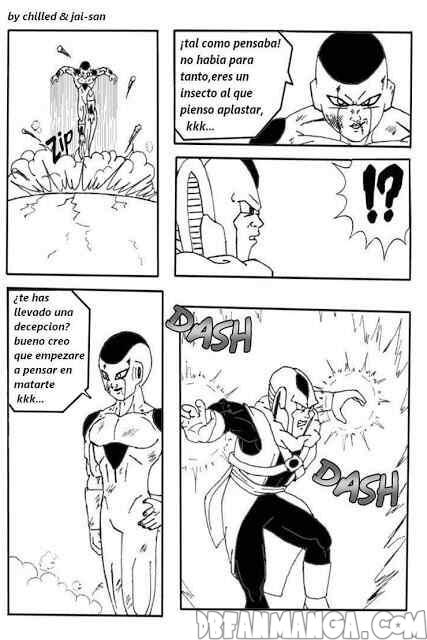 by chilled & jai-san
ZIP
¡tal como pensaba!
no habia para
tanto,eres un
insecto al que
pienso aplastar,
kkk...
!?
¿te has
llevado una
decepcion?
bueno creo
que empezare
a pensar en
matarte
kkk...
DASH
DASH
DBFANMANGA.COM